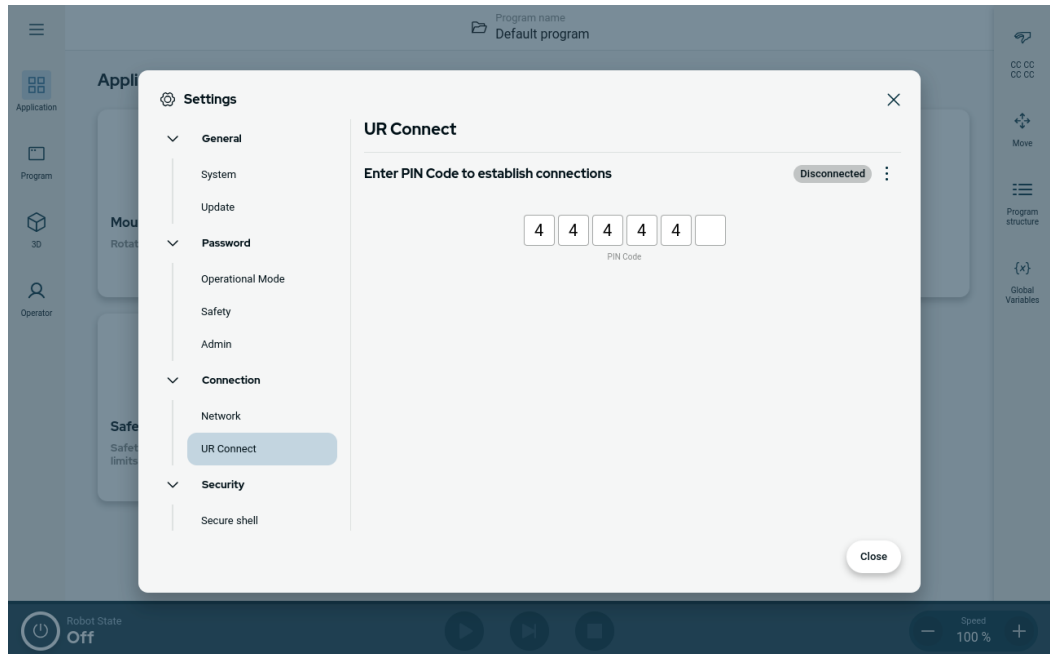 Program name
Default program
Application
Program
3D
Operator
Appli
Mou
Rotat
Safe
Safet
limits
Settings
General
System
Update
Password
Operational Mode
Safety
Admin
Connection
Network
UR Connect
Security
Secure shell
UR Connect
Enter PIN Code to establish connections
Disconnected
4 4 4 4 4
PIN Code
Close
CC CC
CC CC
Move
Program
structure
{x}
Global
Variables
Robot State
Off
Speed
100 %